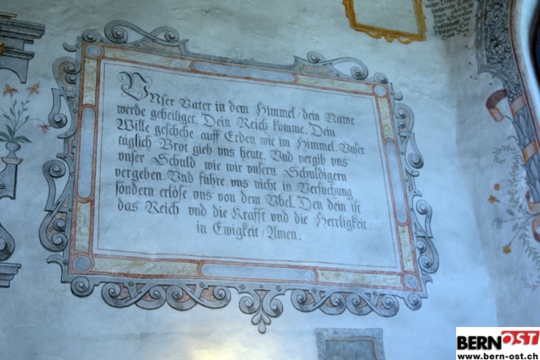 VNser Vater in dem Himmel / dein Name
werde geheiliget. Dein Reich komme. Dein
Wille geschehe auff Erden wie im Himmel. Vnser
täglich Brot gieb vns heute. Vnd vergib vns
vnser Schuld wie wir vnsern Schuldigern
vergeben. Vnd führe vns nicht in Versuchung
sondern erlöse vns von dem Vbel. Den dein ist
das Reich vnd die Krafft vnd die Herrligkeit
in Ewigkeit / Amen.
BERNOST
www.bern-ost.ch